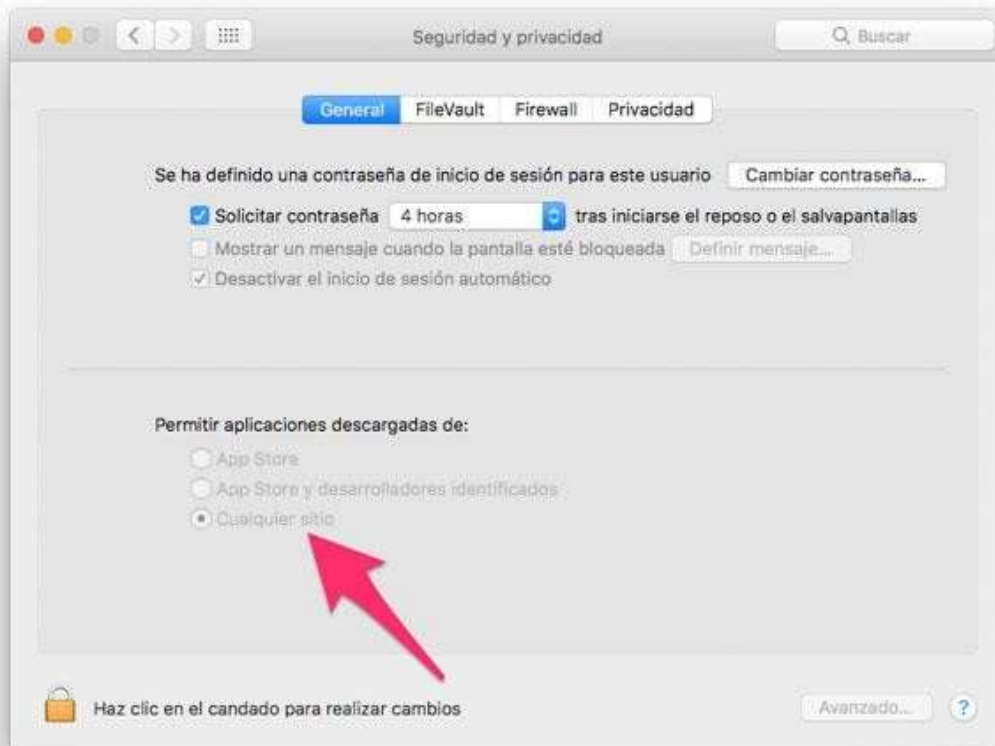 Seguridad y privacidad
Buscar
General FileVault Firewall Privacidad
Se ha definido una contraseña de inicio de sesión para este usuario Cambiar contraseña...
Solicitar contraseña 4 horas tras iniciarse el reposo o el salvapantallas
Mostrar un mensaje cuando la pantalla esté bloqueada Definir mensaje...
Desactivar el inicio de sesión automático
Permitir aplicaciones descargadas de:
App Store
App Store y desarrolladores identificados
Cualquier sitio
Haz clic en el candado para realizar cambios Avanzado... ?